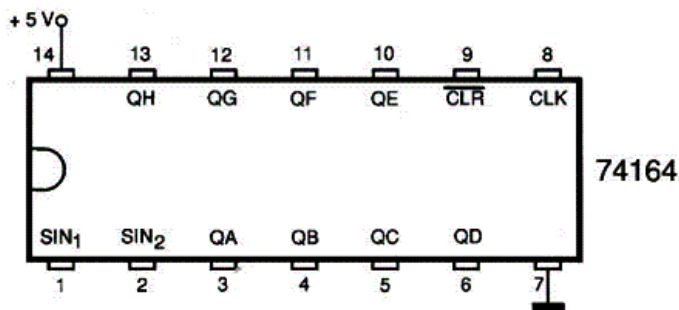 + 5 V
14 13 12 11 10 9 8
QH QG QF QE CLR CLK
74164
SIN1 SIN2 QA QB QC QD
1 2 3 4 5 6 7